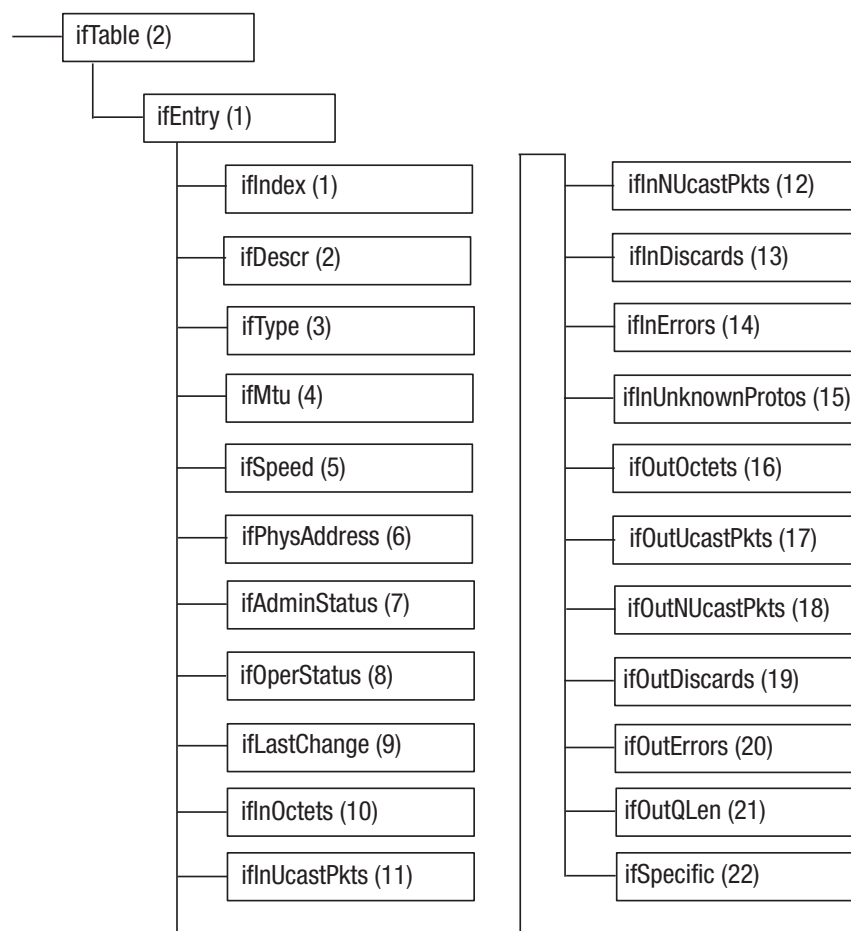 ifTable (2)
ifEntry (1)
ifIndex (1)
ifDescr (2)
ifType (3)
ifMtu (4)
ifSpeed (5)
ifPhysAddress (6)
ifAdminStatus (7)
ifOperStatus (8)
ifLastChange (9)
ifInOctets (10)
ifInUcastPkts (11)
ifInNUcastPkts (12)
ifInDiscards (13)
ifInErrors (14)
ifInUnknownProtos (15)
ifOutOctets (16)
ifOutUcastPkts (17)
ifOutNUcastPkts (18)
ifOutDiscards (19)
ifOutErrors (20)
ifOutQLen (21)
ifSpecific (22)